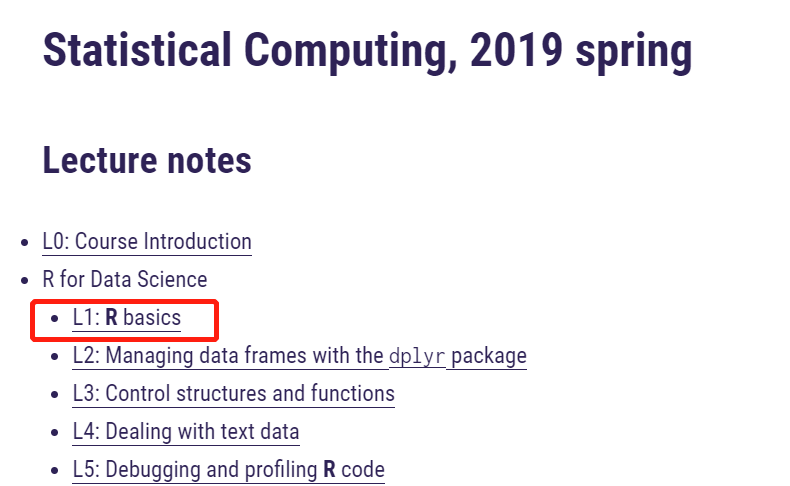 Statistical Computing, 2019 spring
Lecture notes
L0: Course Introduction
R for Data Science
L1: R basics
L2: Managing data frames with the dplyr package
L3: Control structures and functions
L4: Dealing with text data
L5: Debugging and profiling R code